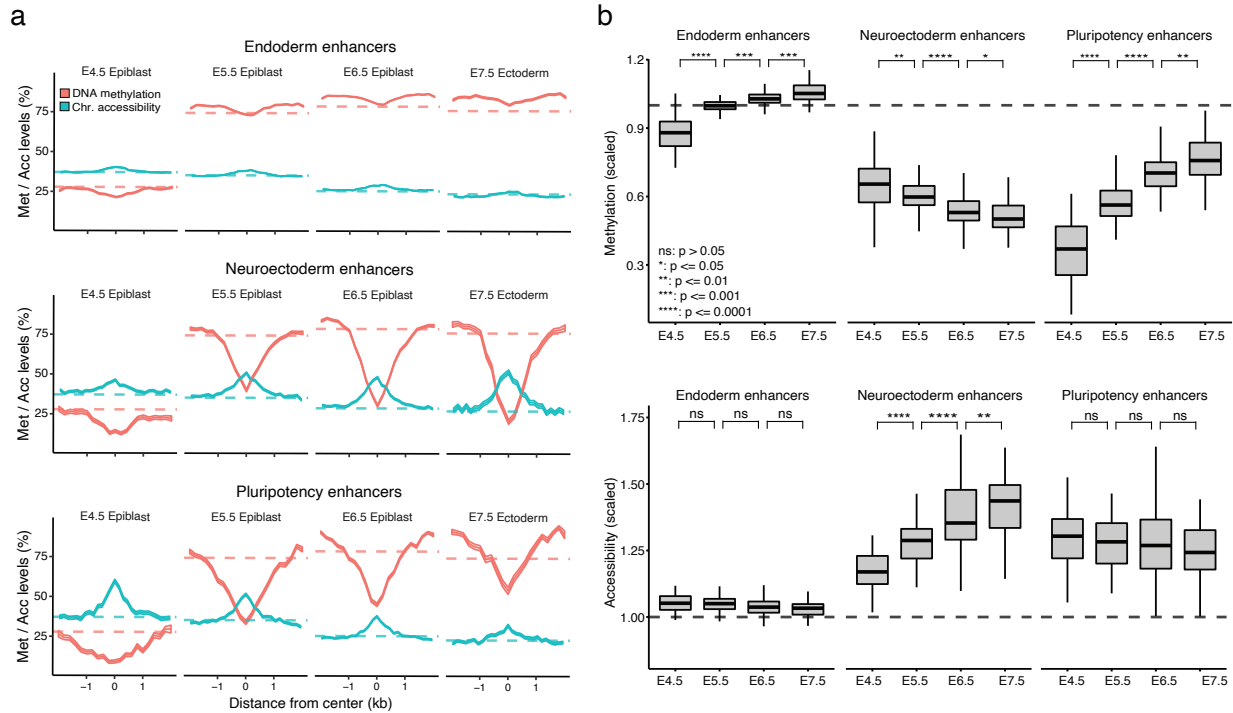 a
Endoderm enhancers
E4.5 Epiblast E5.5 Epiblast E6.5 Epiblast E7.5 Ectoderm
DNA methylation
Chr. accessibility
Met / Acc levels (%)
75
50
25
Neuroectoderm enhancers
E4.5 Epiblast E5.5 Epiblast E6.5 Epiblast E7.5 Ectoderm
Met / Acc levels (%)
75
50
25
Pluripotency enhancers
E4.5 Epiblast E5.5 Epiblast E6.5 Epiblast E7.5 Ectoderm
Met / Acc levels (%)
75
50
25
−1 0 1 −1 0 1 −1 0 1 −1 0 1
Distance from center (kb)
b
Endoderm enhancers Neuroectoderm enhancers Pluripotency enhancers
**** *** *** ** **** * **** **** **
Methylation (scaled)
1.2
0.9
0.6
0.3
ns: p > 0.05
*: p <= 0.05
**: p <= 0.01
***: p <= 0.001
****: p <= 0.0001
E4.5 E5.5 E6.5 E7.5 E4.5 E5.5 E6.5 E7.5 E4.5 E5.5 E6.5 E7.5
Endoderm enhancers Neuroectoderm enhancers Pluripotency enhancers
ns ns ns **** **** ** ns ns ns
Accessibility (scaled)
1.75
1.50
1.25
1.00
E4.5 E5.5 E6.5 E7.5 E4.5 E5.5 E6.5 E7.5 E4.5 E5.5 E6.5 E7.5